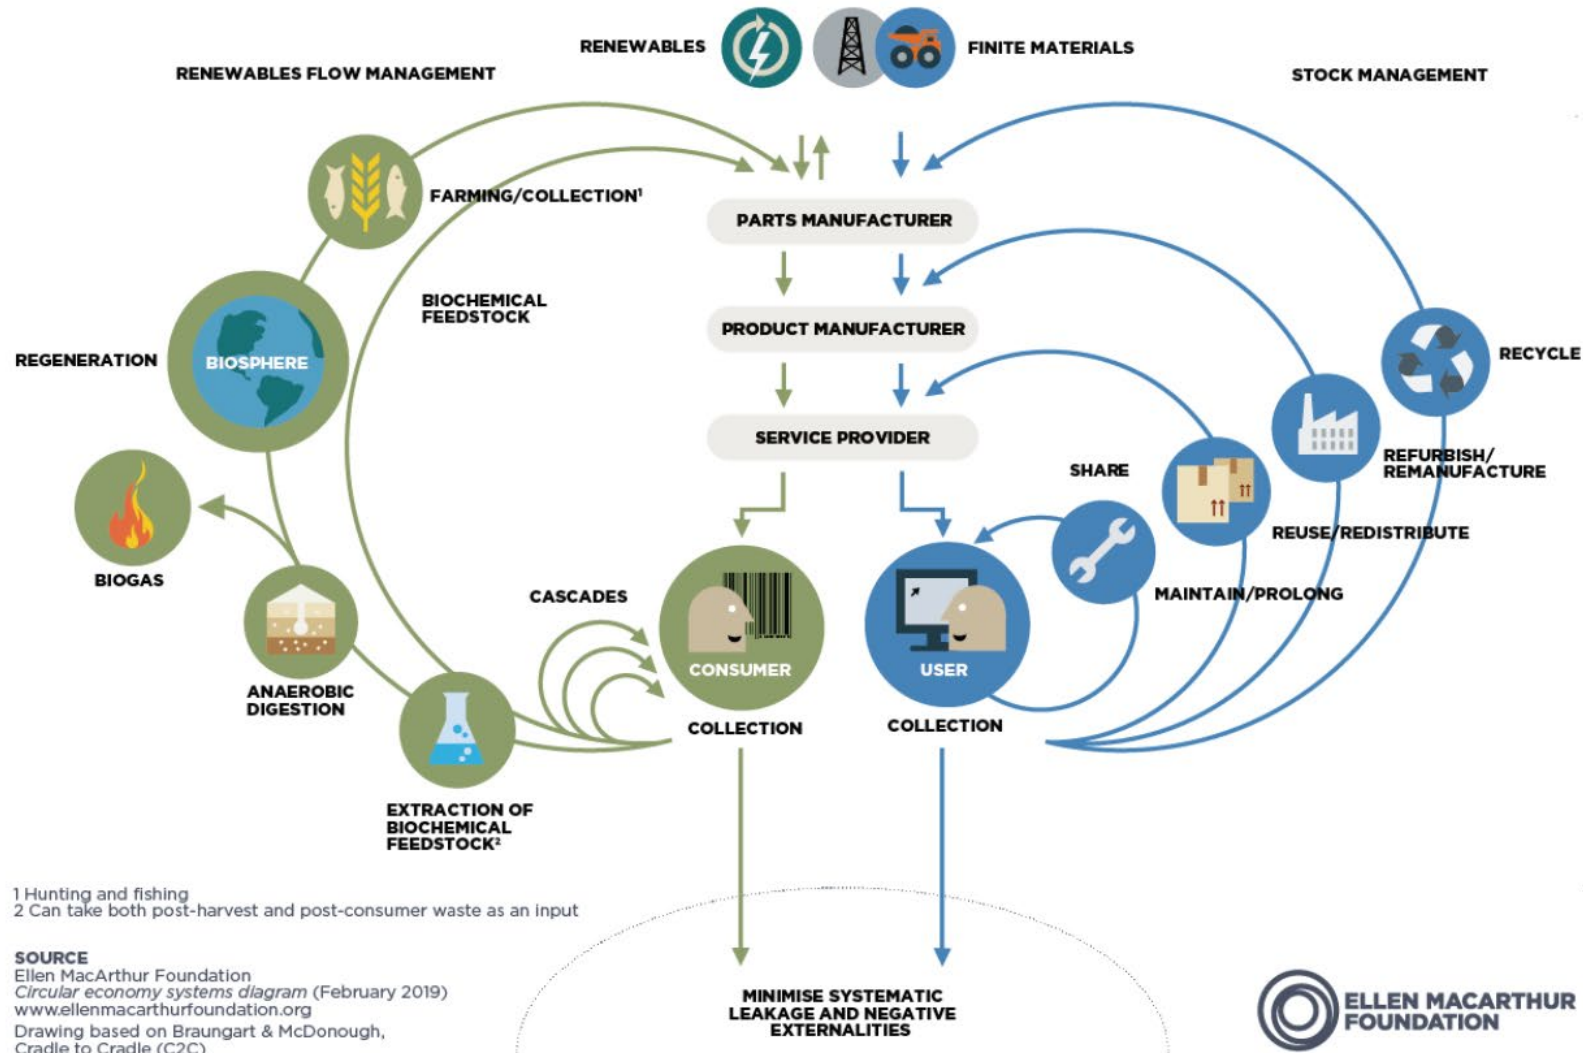 RENEWABLES
FINITE MATERIALS
RENEWABLES FLOW MANAGEMENT
STOCK MANAGEMENT
FARMING/COLLECTION¹
PARTS MANUFACTURER
BIOCHEMICAL
FEEDSTOCK
PRODUCT MANUFACTURER
REGENERATION
BIOSPHERE
RECYCLE
SERVICE PROVIDER
SHARE
REFURBISH/
REMANUFACTURE
REUSE/REDISTRIBUTE
BIOGAS
CASCADES
MAINTAIN/PROLONG
CONSUMER
USER
ANAEROBIC
DIGESTION
COLLECTION
COLLECTION
EXTRACTION OF
BIOCHEMICAL
FEEDSTOCK²
1 Hunting and fishing
2 Can take both post-harvest and post-consumer waste as an input
SOURCE
Ellen MacArthur Foundation
Circular economy systems diagram (February 2019)
www.ellenmacarthurfoundation.org
Drawing based on Braungart & McDonough,
Cradle to Cradle (C2C)
MINIMISE SYSTEMATIC
LEAKAGE AND NEGATIVE
EXTERNALITIES
ELLEN MACARTHUR
FOUNDATION